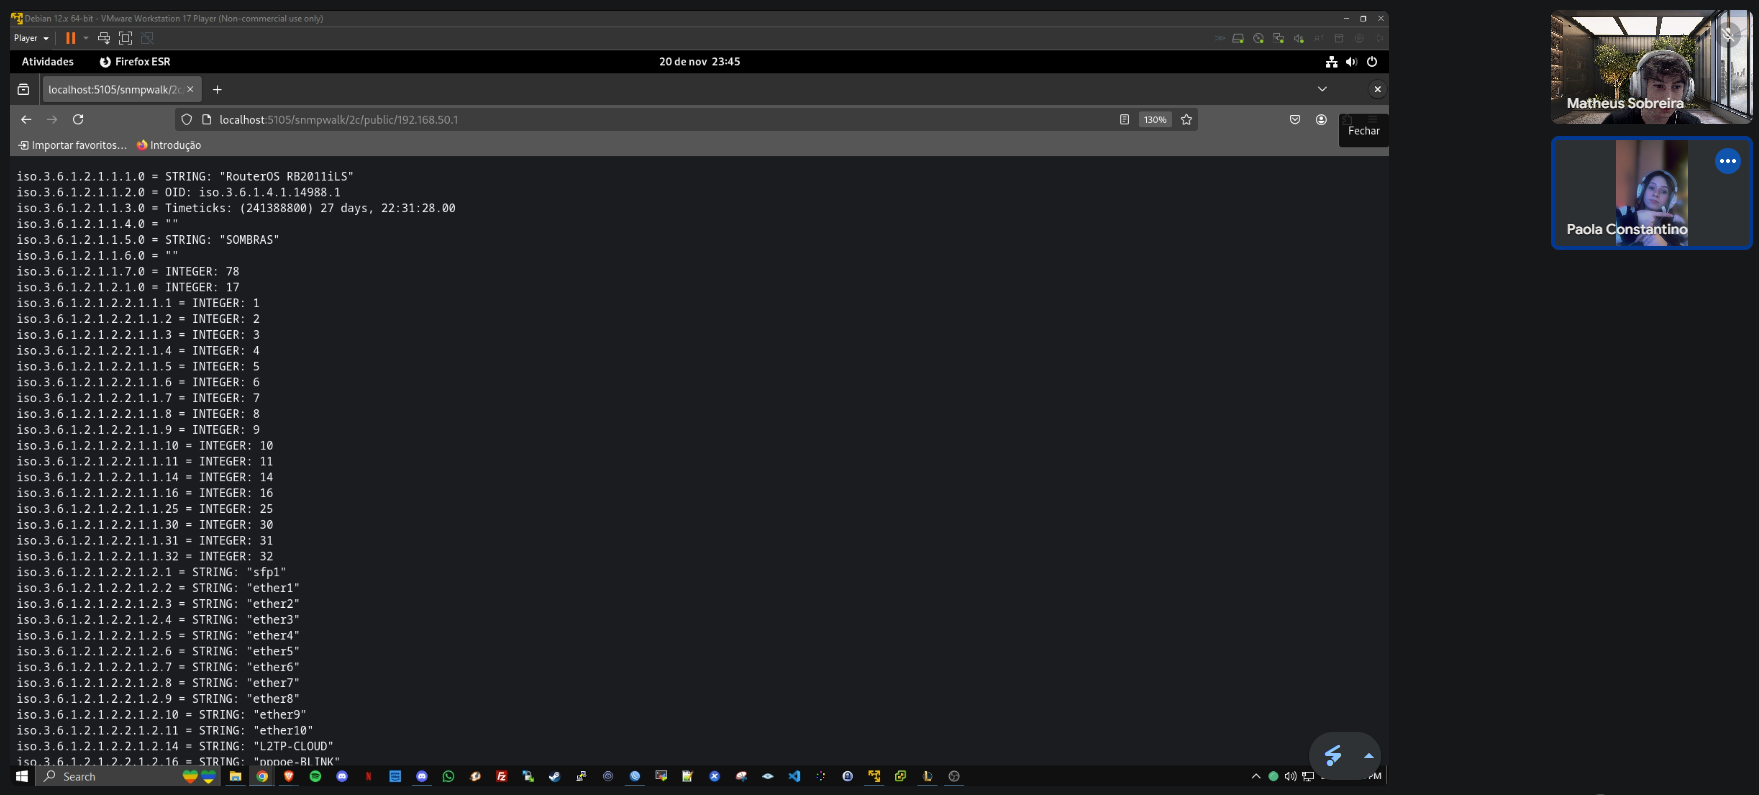 Debian 12.x 64-bit - VMware Workstation 17 Player (Non-commercial use only)
Player
Atividades Firefox ESR 20 de nov 23:45
localhost:5105/snmpwalk/2c
localhost:5105/snmpwalk/2c/public/192.168.50.1 130%
Fechar
Importar favoritos... Introdução
iso.3.6.1.2.1.1.1.0 = STRING: "RouterOS RB2011iLS"
iso.3.6.1.2.1.1.2.0 = OID: iso.3.6.1.4.1.14988.1
iso.3.6.1.2.1.1.3.0 = Timeticks: (241388800) 27 days, 22:31:28.00
iso.3.6.1.2.1.1.4.0 = ""
iso.3.6.1.2.1.1.5.0 = STRING: "SOMBRAS"
iso.3.6.1.2.1.1.6.0 = ""
iso.3.6.1.2.1.1.7.0 = INTEGER: 78
iso.3.6.1.2.1.2.1.0 = INTEGER: 17
iso.3.6.1.2.1.2.2.1.1.1 = INTEGER: 1
iso.3.6.1.2.1.2.2.1.1.2 = INTEGER: 2
iso.3.6.1.2.1.2.2.1.1.3 = INTEGER: 3
iso.3.6.1.2.1.2.2.1.1.4 = INTEGER: 4
iso.3.6.1.2.1.2.2.1.1.5 = INTEGER: 5
iso.3.6.1.2.1.2.2.1.1.6 = INTEGER: 6
iso.3.6.1.2.1.2.2.1.1.7 = INTEGER: 7
iso.3.6.1.2.1.2.2.1.1.8 = INTEGER: 8
iso.3.6.1.2.1.2.2.1.1.9 = INTEGER: 9
iso.3.6.1.2.1.2.2.1.1.10 = INTEGER: 10
iso.3.6.1.2.1.2.2.1.1.11 = INTEGER: 11
iso.3.6.1.2.1.2.2.1.1.14 = INTEGER: 14
iso.3.6.1.2.1.2.2.1.1.16 = INTEGER: 16
iso.3.6.1.2.1.2.2.1.1.25 = INTEGER: 25
iso.3.6.1.2.1.2.2.1.1.30 = INTEGER: 30
iso.3.6.1.2.1.2.2.1.1.31 = INTEGER: 31
iso.3.6.1.2.1.2.2.1.1.32 = INTEGER: 32
iso.3.6.1.2.1.2.2.1.2.1 = STRING: "sfp1"
iso.3.6.1.2.1.2.2.1.2.2 = STRING: "ether1"
iso.3.6.1.2.1.2.2.1.2.3 = STRING: "ether2"
iso.3.6.1.2.1.2.2.1.2.4 = STRING: "ether3"
iso.3.6.1.2.1.2.2.1.2.5 = STRING: "ether4"
iso.3.6.1.2.1.2.2.1.2.6 = STRING: "ether5"
iso.3.6.1.2.1.2.2.1.2.7 = STRING: "ether6"
iso.3.6.1.2.1.2.2.1.2.8 = STRING: "ether7"
iso.3.6.1.2.1.2.2.1.2.9 = STRING: "ether8"
iso.3.6.1.2.1.2.2.1.2.10 = STRING: "ether9"
iso.3.6.1.2.1.2.2.1.2.11 = STRING: "ether10"
iso.3.6.1.2.1.2.2.1.2.14 = STRING: "L2TP-CLOUD"
iso.3.6.1.2.1.2.2.1.2.16 = STRING: "pppoe-BLINK"
Search
PM
Matheus Sobreira
Paola Constantino